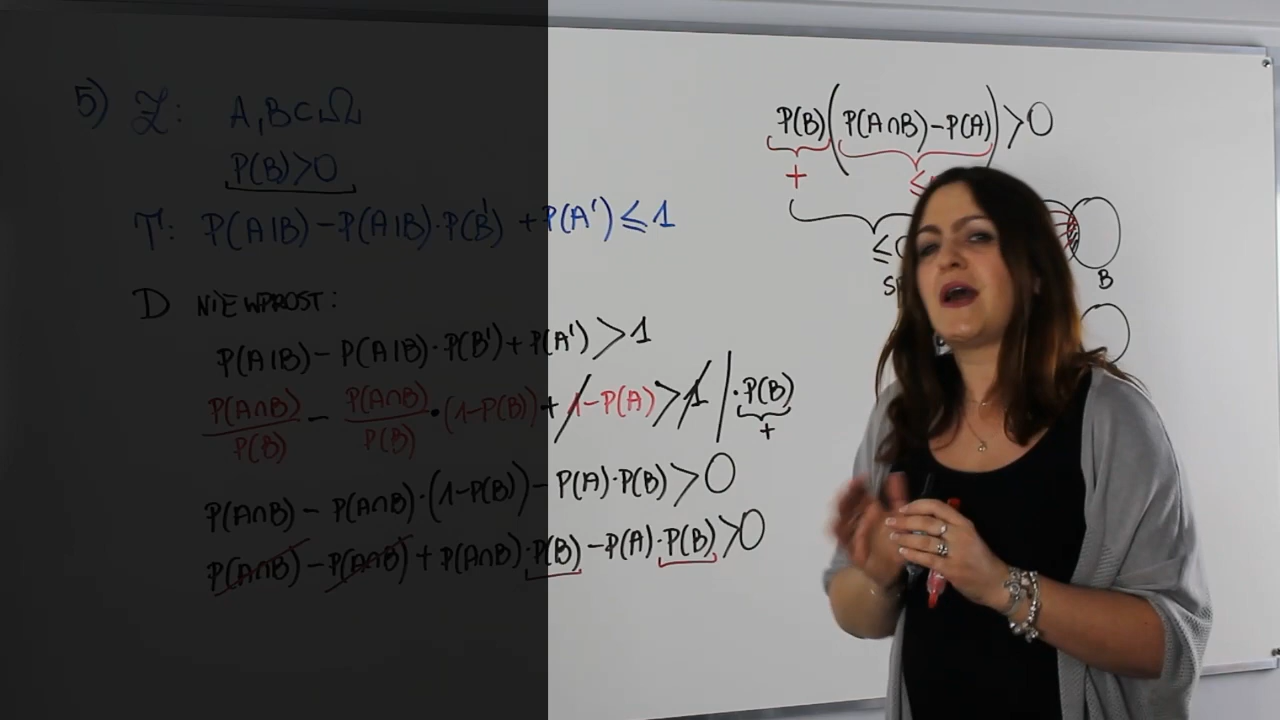 5) Z: A,B⊂Ω
P(B)>0
T: P(A|B)-P(A|B)·P(B') + P(A') ≤ 1
D NIEWPROST:
P(A|B) - P(A|B)·P(B') + P(A') > 1
P(A∩B)/P(B) - P(A∩B)/P(B) · (1-P(B)) + 1-P(A) > 1 | ·P(B)
+
P(A∩B) - P(A∩B)·(1-P(B)) - P(A)·P(B) > 0
P(A∩B) - P(A∩B) + P(A∩B)·P(B) - P(A)·P(B) > 0
P(B)(P(A∩B)-P(A)) > 0
+ ≤
≤
B